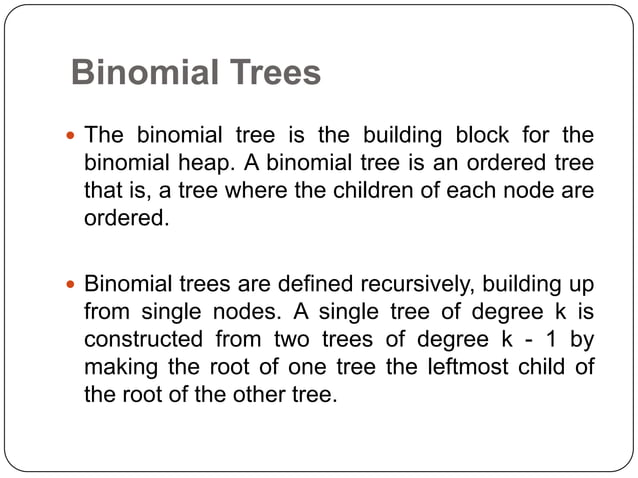 Binomial Trees
• The binomial tree is the building block for the
binomial heap. A binomial tree is an ordered tree
that is, a tree where the children of each node are
ordered.
• Binomial trees are defined recursively, building up
from single nodes. A single tree of degree k is
constructed from two trees of degree k - 1 by
making the root of one tree the leftmost child of
the root of the other tree.